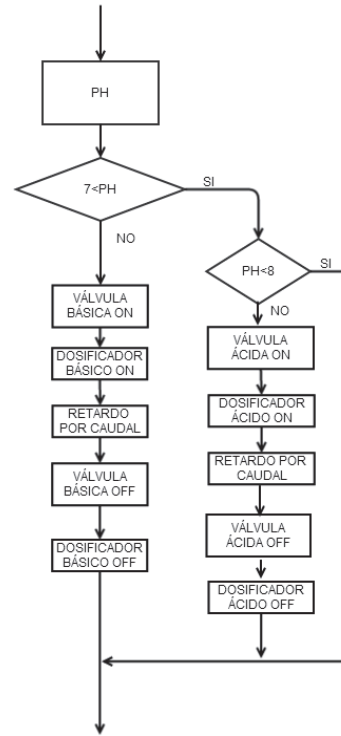 PH
7<PH
SI
NO
PH<8
SI
NO
VÁLVULA
BÁSICA ON
DOSIFICADOR
BÁSICO ON
RETARDO
POR CAUDAL
VÁLVULA
BÁSICA OFF
DOSIFICADOR
BÁSICO OFF
VÁLVULA
ÁCIDA ON
DOSIFICADOR
ÁCIDO ON
RETARDO POR
CAUDAL
VÁLVULA
ÁCIDA OFF
DOSIFICADOR
ÁCIDO OFF